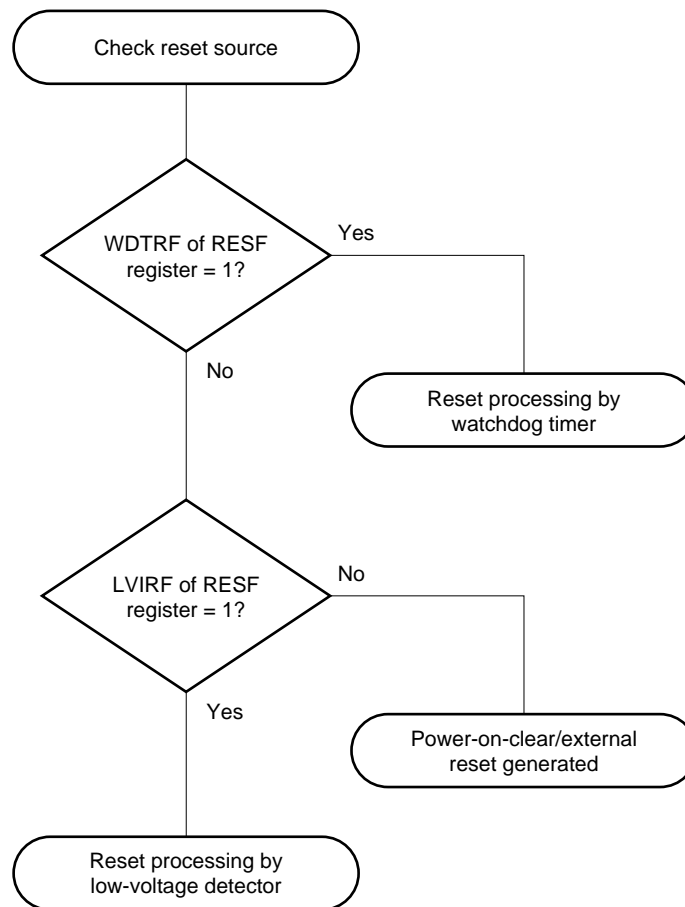 Check reset source
WDTRF of RESF
register = 1?
Yes
No
Reset processing by
watchdog timer
LVIRF of RESF
register = 1?
No
Yes
Power-on-clear/external
reset generated
Reset processing by
low-voltage detector